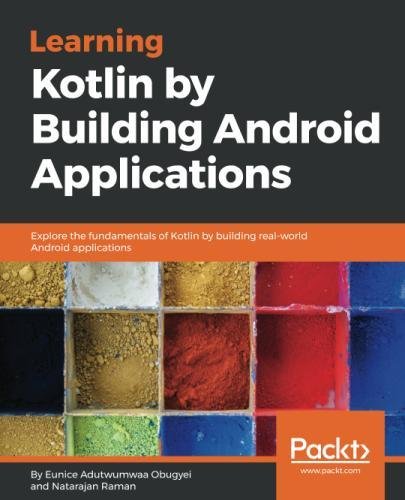 Learning
Kotlin by
Building Android
Applications
Explore the fundamentals of Kotlin by building real-world
Android applications
Packt>
www.packt.com
By Eunice Adutwumwaa Obugyei
and Natarajan Raman